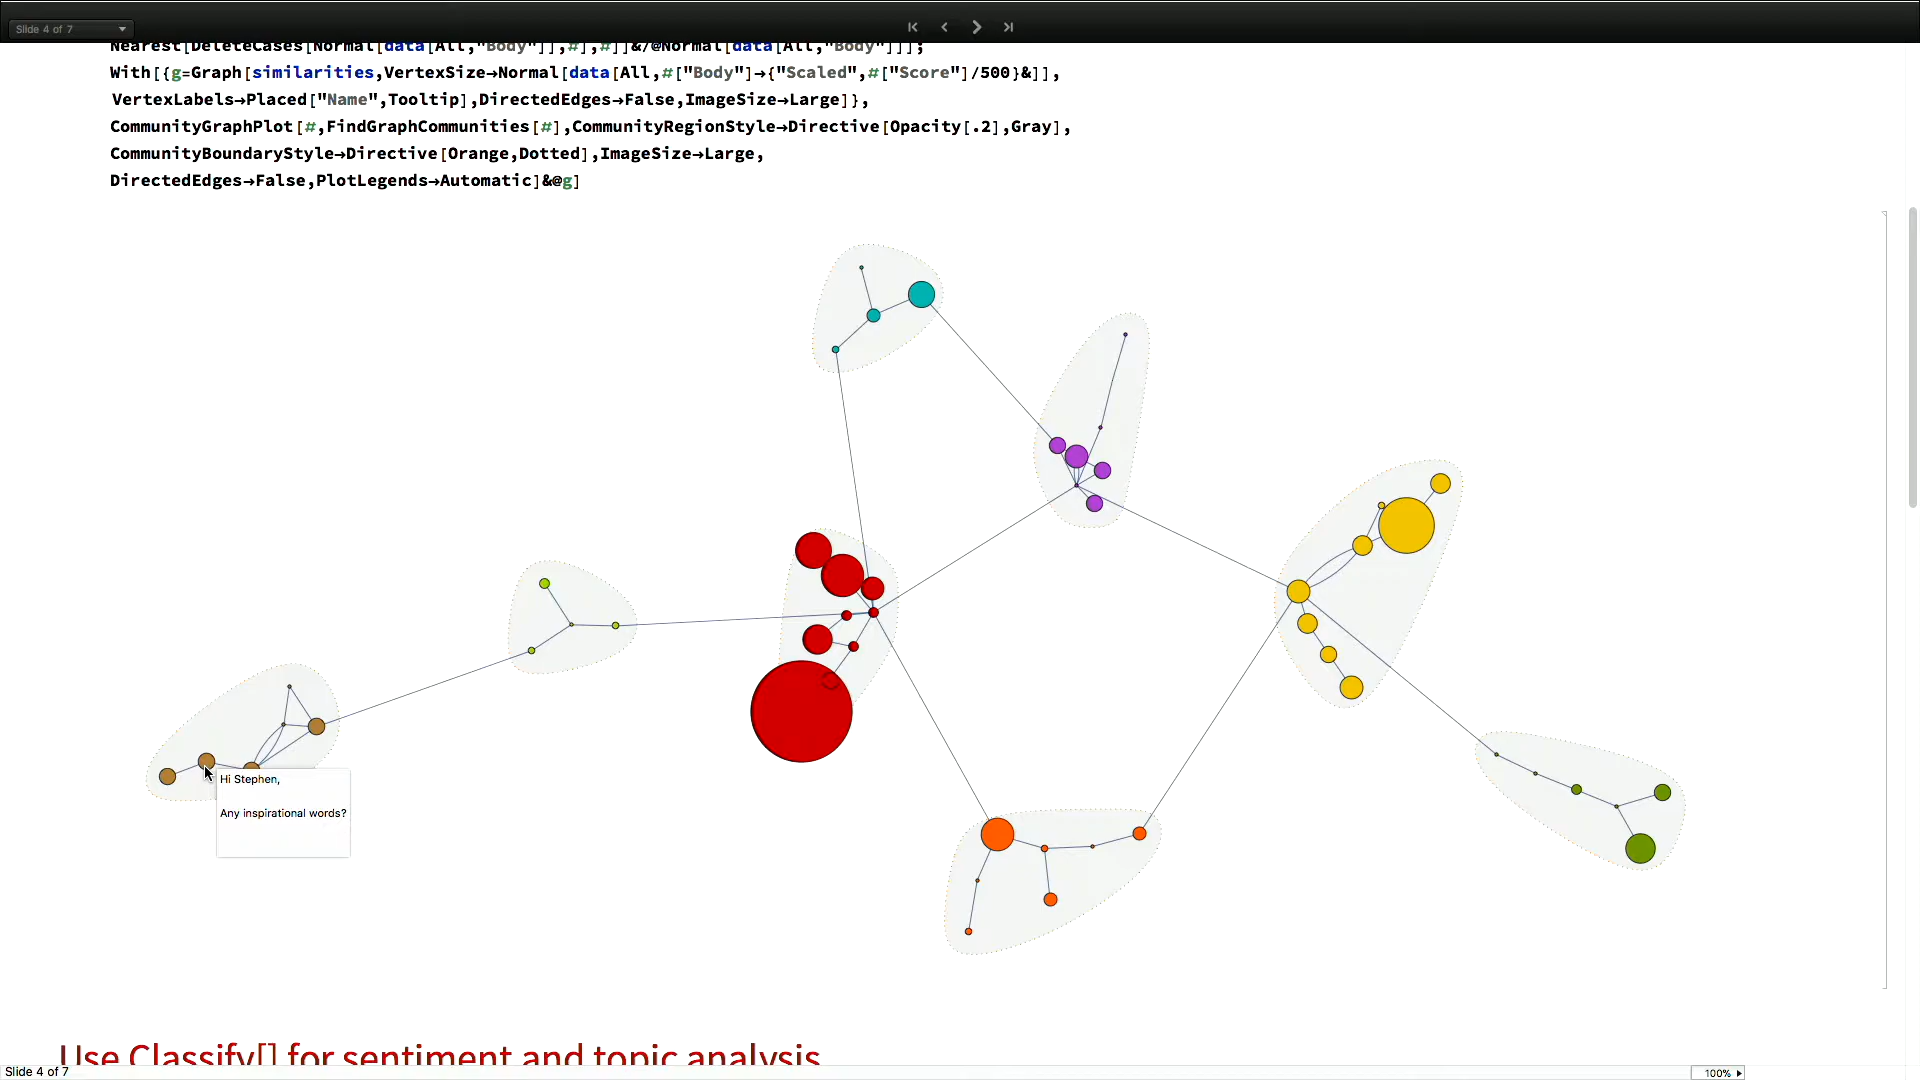 Slide 4 of 7
Nearest[DeleteCases[Normal[data[All,"Body"]],#],#]]&/@Normal[data[All,"Body"]]];
With[{g=Graph[similarities,VertexSize→Normal[data[All,#["Body"]→{"Scaled",#["Score"]/500}&]],
VertexLabels→Placed["Name",Tooltip],DirectedEdges→False,ImageSize→Large]},
CommunityGraphPlot[#,FindGraphCommunities[#],CommunityRegionStyle→Directive[Opacity[.2],Gray],
CommunityBoundaryStyle→Directive[Orange,Dotted],ImageSize→Large,
DirectedEdges→False,PlotLegends→Automatic]&@g]
Hi Stephen,
Any inspirational words?
Use Classify[] for sentiment and topic analysis
Slide 4 of 7
100%